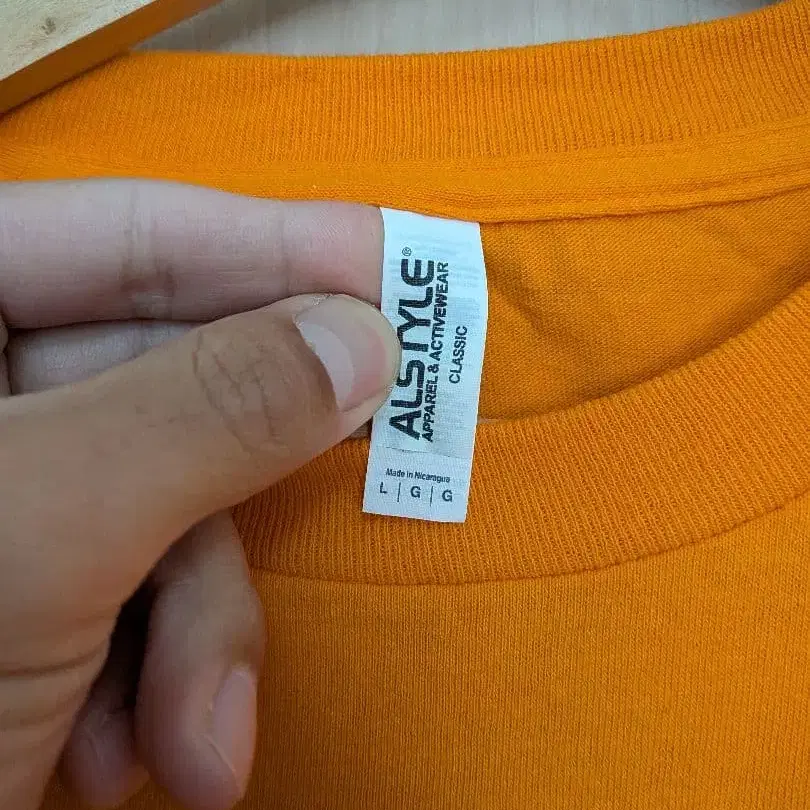 ALSTYLE®
APPAREL & ACTIVEWEAR
CLASSIC
Made in Nicaragua
L | G | G